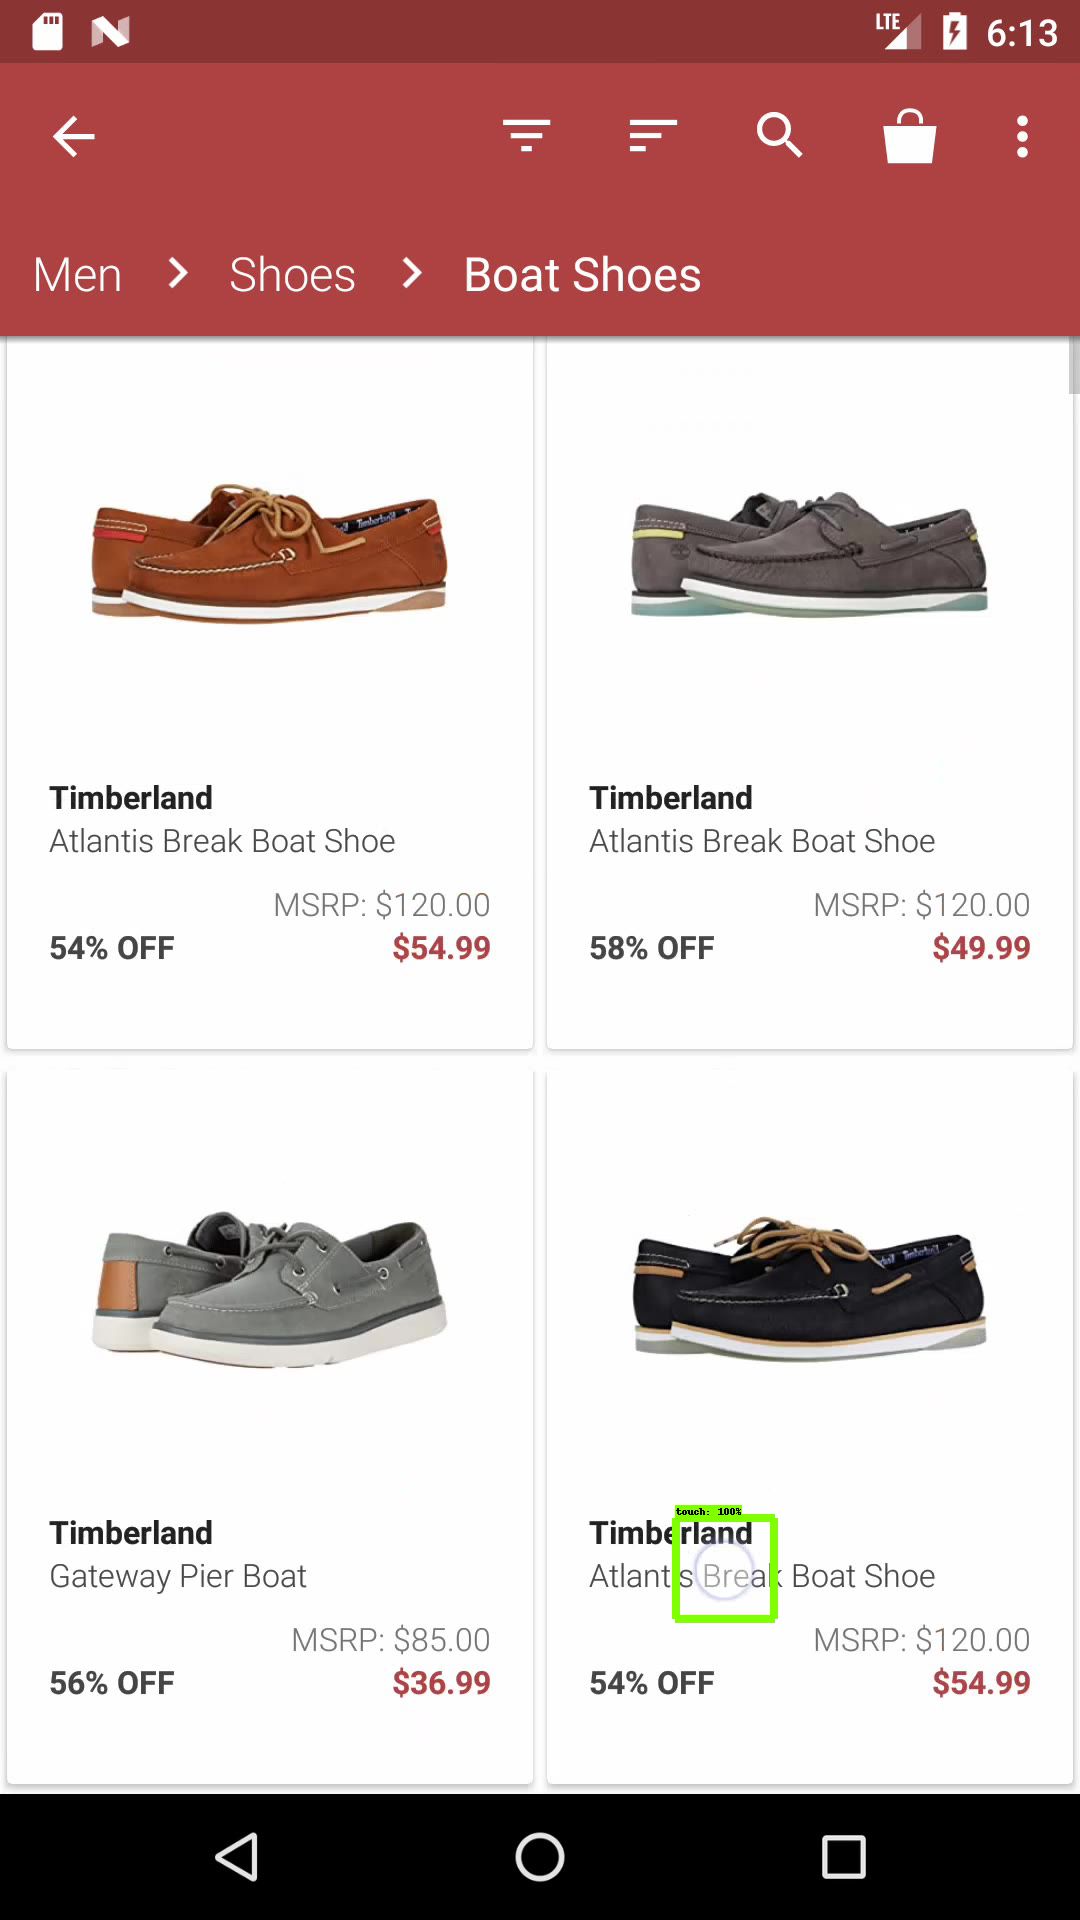 LTE 6:13
Men > Shoes > Boat Shoes
Timberland
Atlantis Break Boat Shoe
MSRP: $120.00
54% OFF $54.99
Timberland
Atlantis Break Boat Shoe
MSRP: $120.00
58% OFF $49.99
Timberland
Gateway Pier Boat
MSRP: $85.00
56% OFF $36.99
touch: 100%
Timberland
Atlantis Break Boat Shoe
MSRP: $120.00
54% OFF $54.99